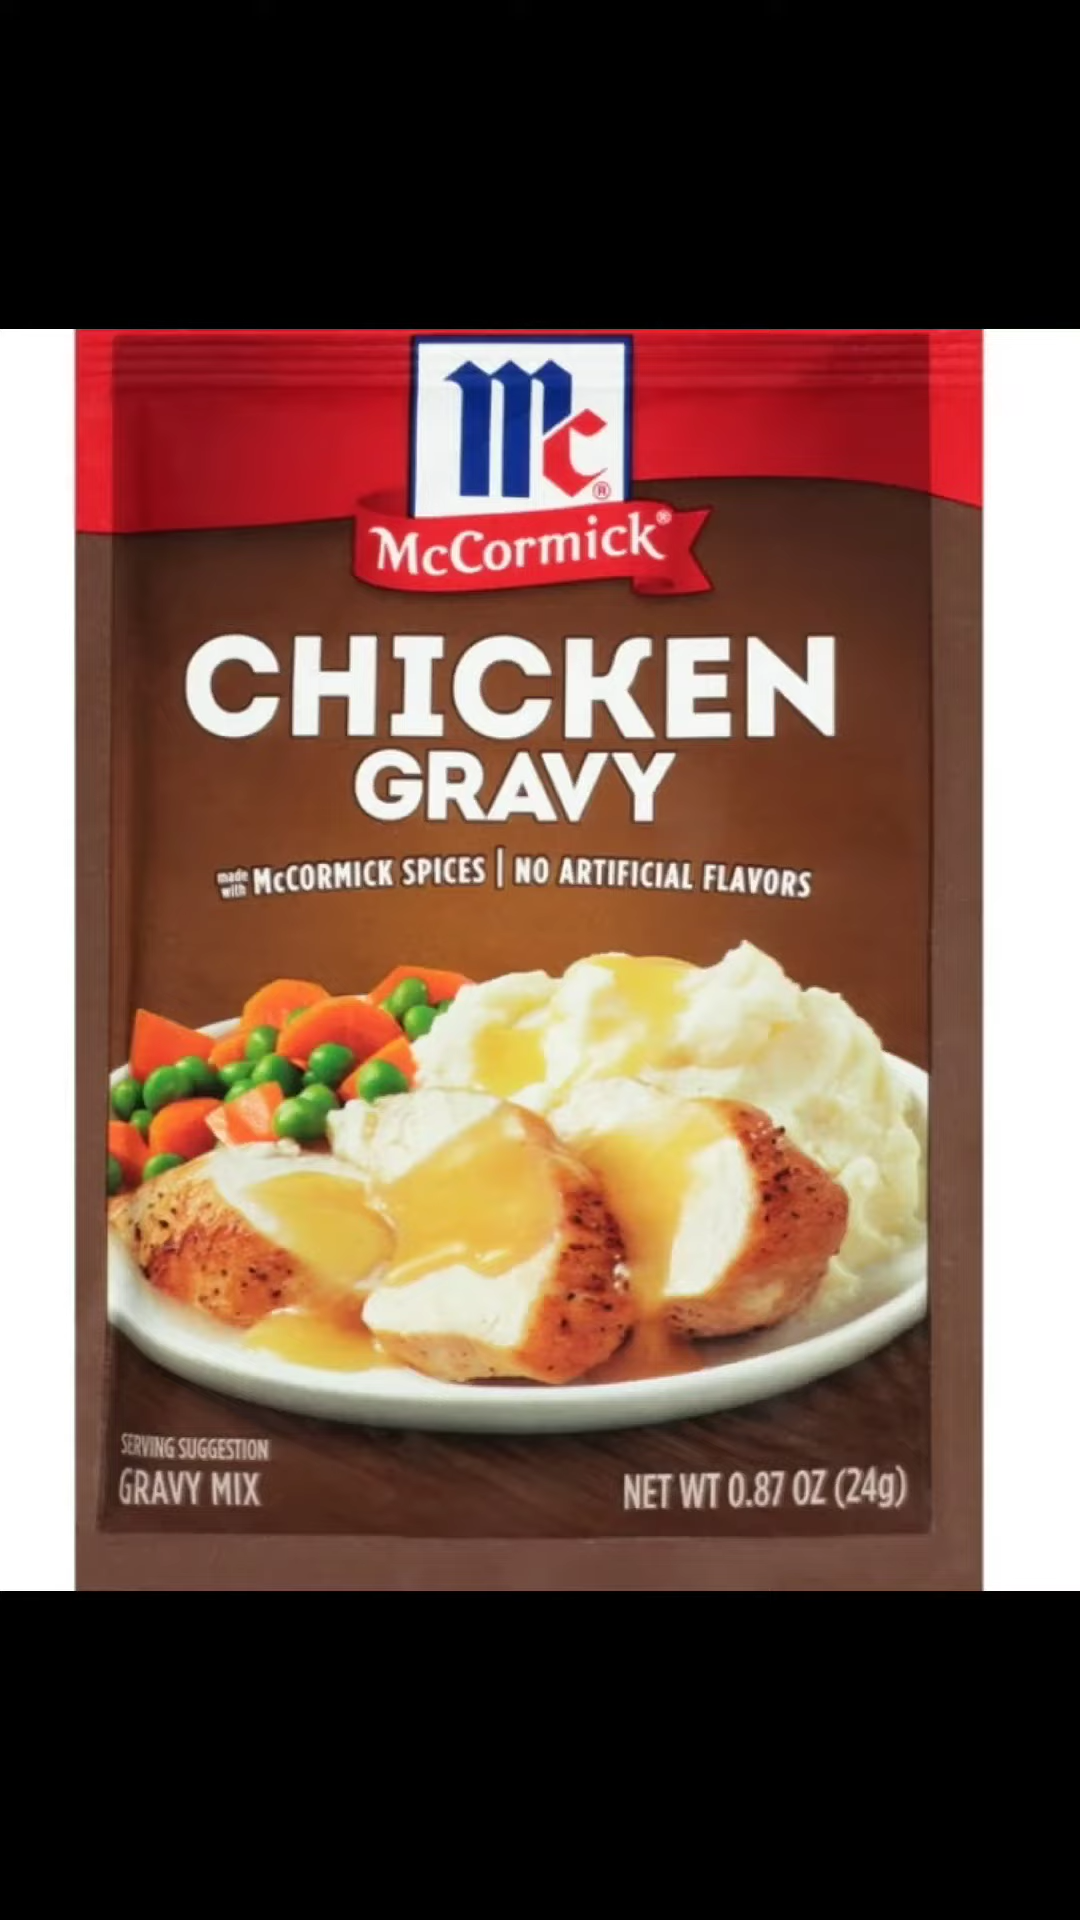 Mc®
McCormick®
CHICKEN
GRAVY
made with McCORMICK SPICES | NO ARTIFICIAL FLAVORS
SERVING SUGGESTION
GRAVY MIX
NET WT 0.87 OZ (24g)